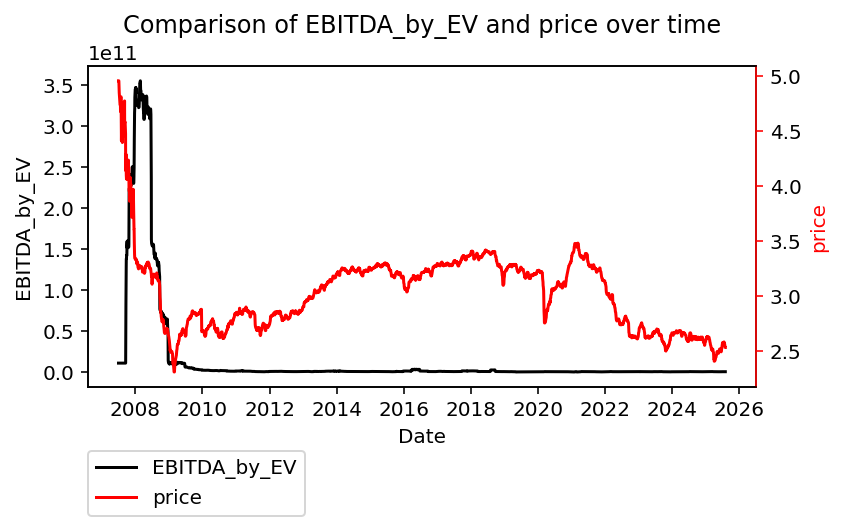 Comparison of EBITDA_by_EV and price over time
1e11
3.5
3.0
2.5
2.0
1.5
1.0
0.5
0.0
EBITDA_by_EV
5.0
4.5
4.0
3.5
3.0
2.5
price
2008 2010 2012 2014 2016 2018 2020 2022 2024 2026
Date
EBITDA_by_EV
price